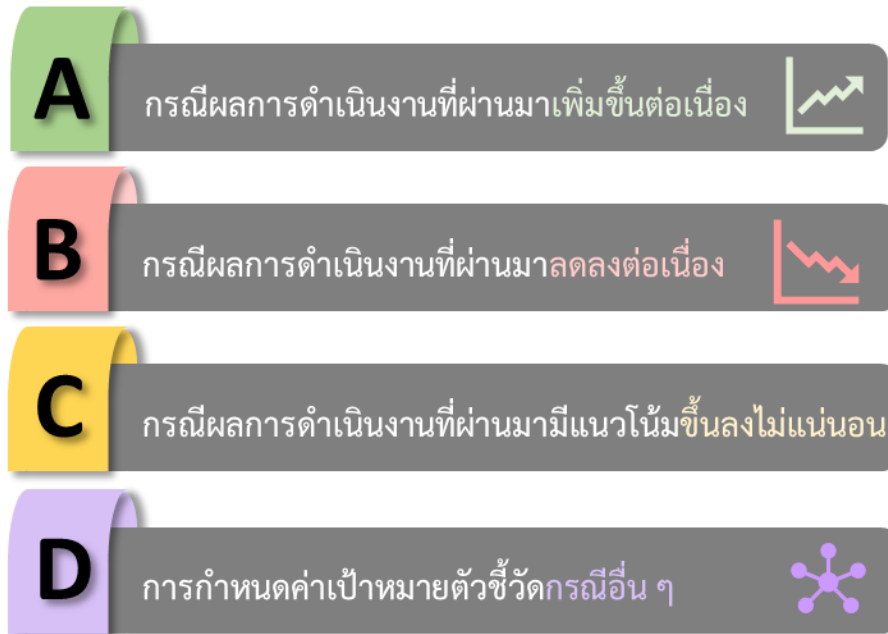 A
กรณีผลการดำเนินงานที่ผ่านมาเพิ่มขึ้นต่อเนื่อง
B
กรณีผลการดำเนินงานที่ผ่านมาลดลงต่อเนื่อง
C
กรณีผลการดำเนินงานที่ผ่านมามีแนวโน้มขึ้นลงไม่แน่นอน
D
การกำหนดค่าเป้าหมายตัวชี้วัดกรณีอื่น ๆ